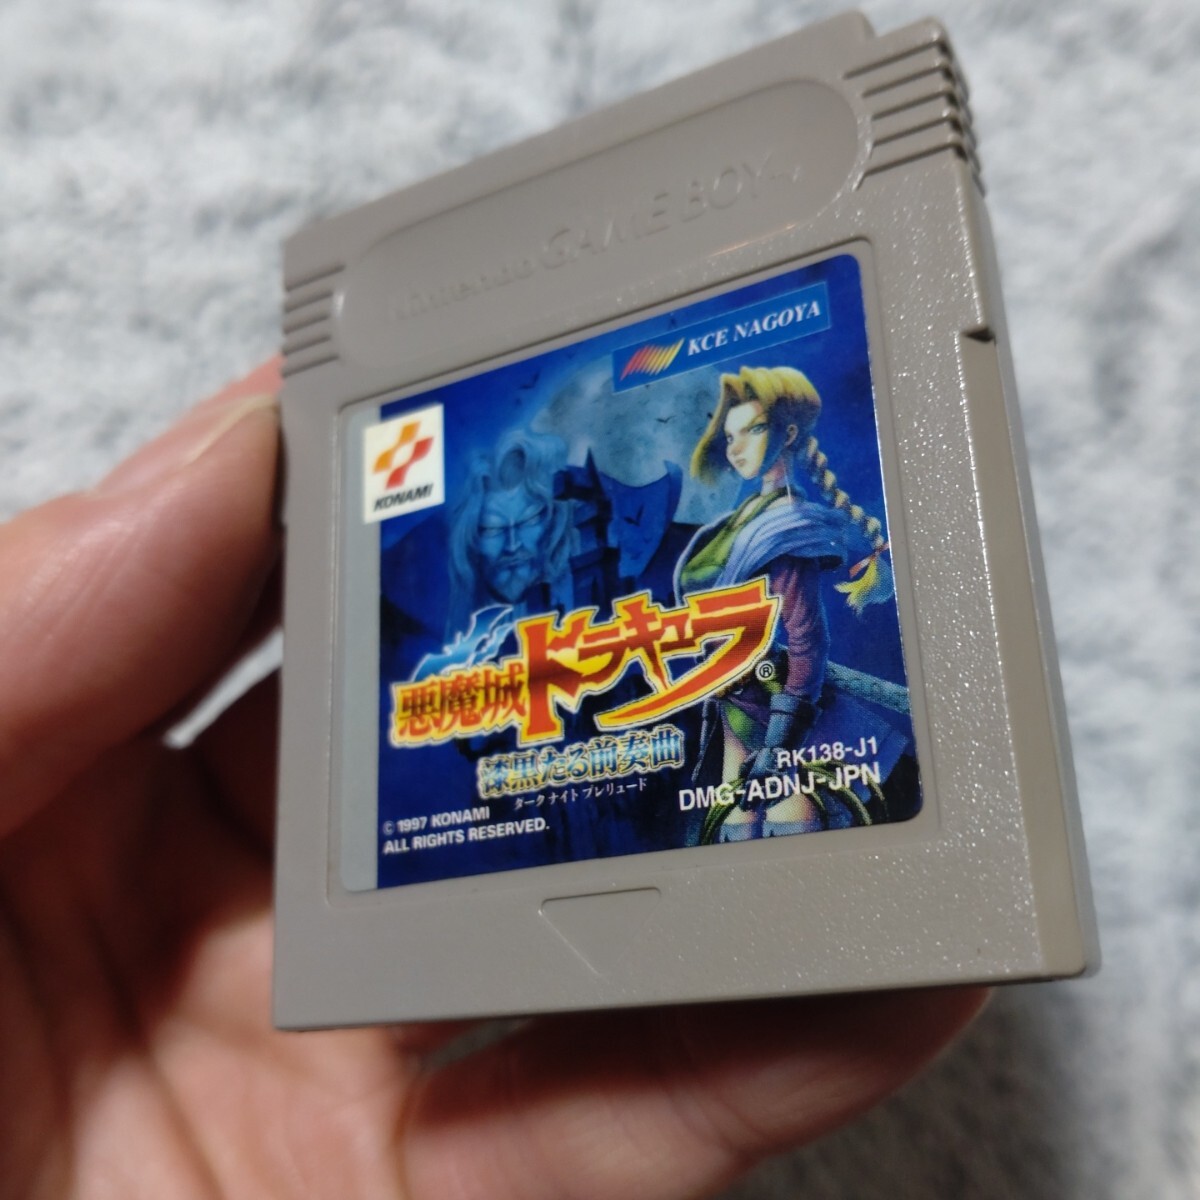 Nintendo GAME BOY™
KCE NAGOYA
KONAMI
悪魔城ドラキュラ®
漆黒たる前奏曲
ダークナイトプレリュード
RK138-J1
DMG-ADNJ-JPN
© 1997 KONAMI
ALL RIGHTS RESERVED.